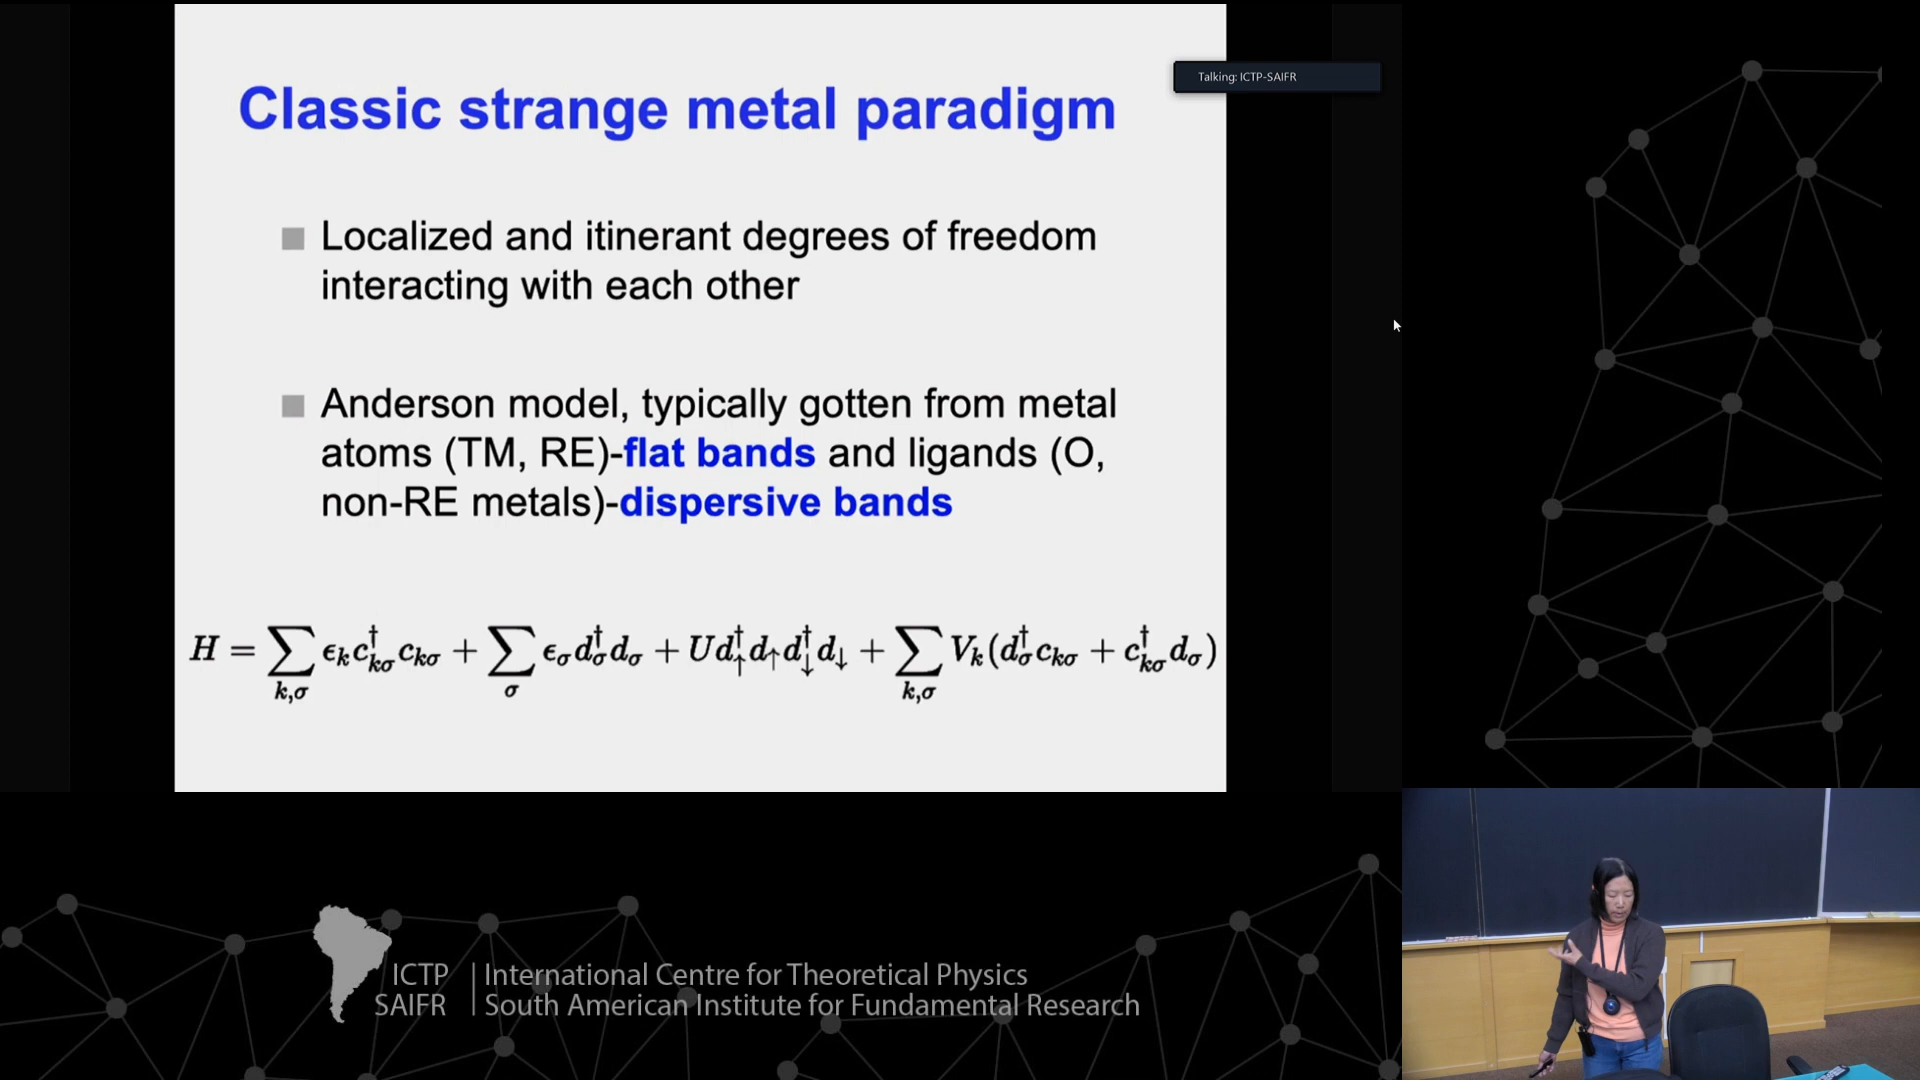 Classic strange metal paradigm
Talking: ICTP-SAIFR
Localized and itinerant degrees of freedom
interacting with each other
Anderson model, typically gotten from metal
atoms (TM, RE)-flat bands and ligands (O,
non-RE metals)-dispersive bands
H = ∑_{k,σ} ϵ_k c†_{kσ} c_{kσ} + ∑_σ ϵ_σ d†_σ d_σ + U d†_↑ d_↑ d†_↓ d_↓ + ∑_{k,σ} V_k (d†_σ c_{kσ} + c†_{kσ} d_σ)
ICTP | International Centre for Theoretical Physics
SAIFR | South American Institute for Fundamental Research